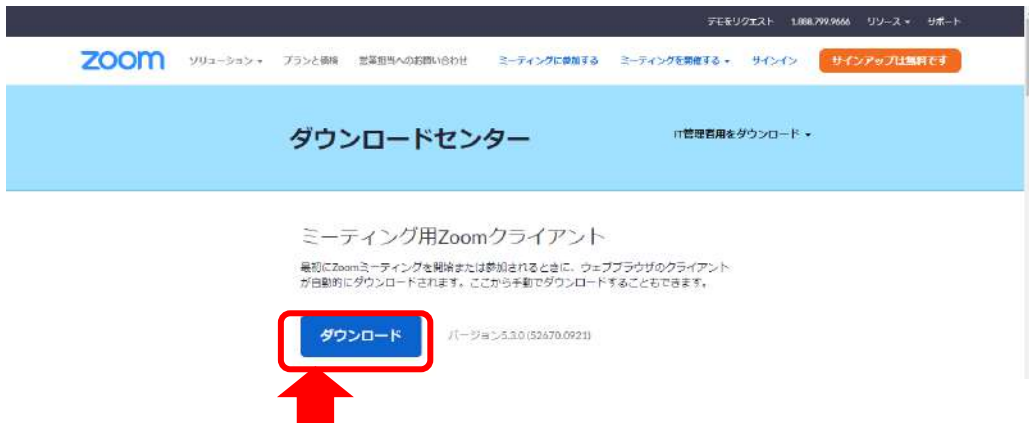 デモをリクエスト 1.888.799.9666 リソース サポート
zoom ソリューション プランと価格 営業担当へのお問い合わせ ミーティングに参加する ミーティングを開催する サインイン サインアップは無料です
ダウンロードセンター IT管理者用をダウンロード
ミーティング用Zoomクライアント
最初にZoomミーティングを開始または参加されるときに、ウェブブラウザのクライアント
が自動的にダウンロードされます。ここから手動でダウンロードすることもできます。
ダウンロード バージョン5.3.0 (52670.0921)